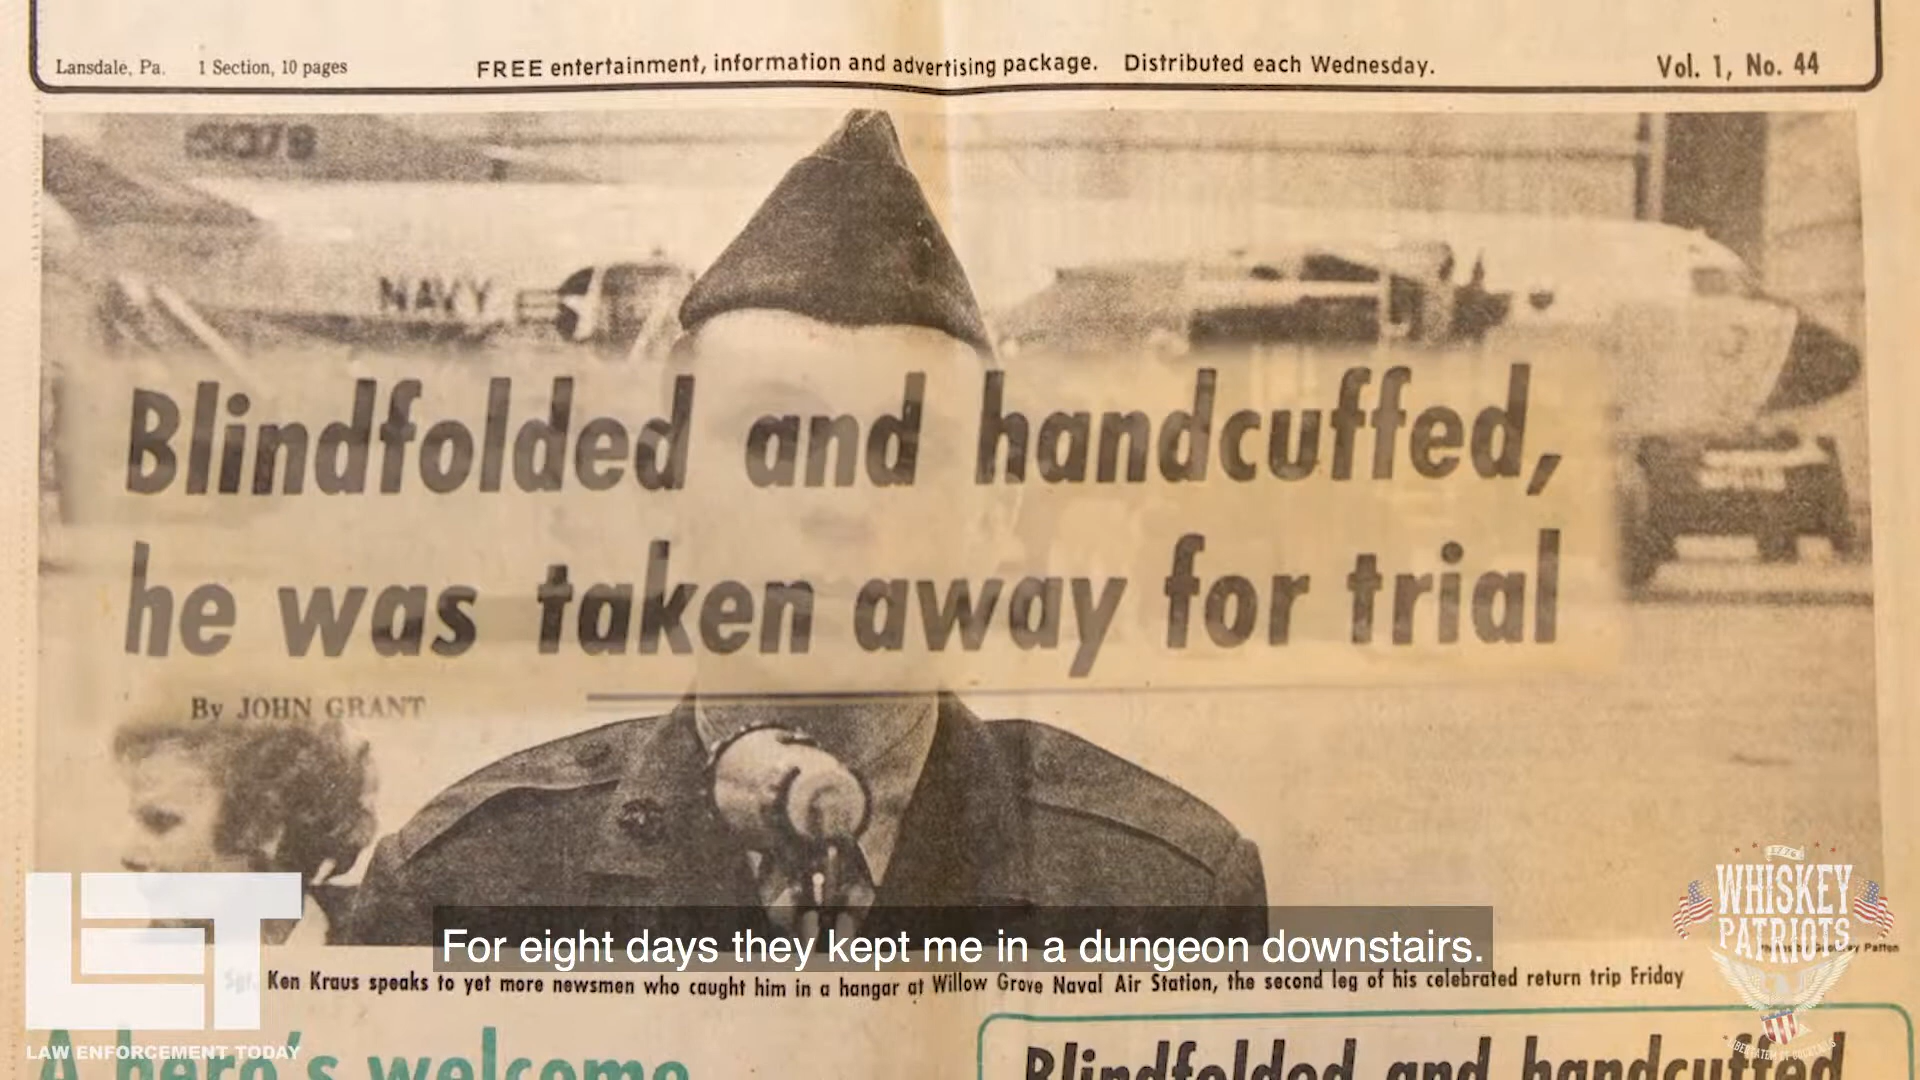 Lansdale, Pa. 1 Section, 10 pages FREE entertainment, information and advertising package. Distributed each Wednesday. Vol. 1, No. 44
NAVY
Blindfolded and handcuffed,
he was taken away for trial
By JOHN GRANT
1776
WHISKEY
PATRIOTS
For eight days they kept me in a dungeon downstairs.
Sgt. Ken Kraus speaks to yet more newsmen who caught him in a hangar at Willow Grove Naval Air Station, the second leg of his celebrated return trip Friday
LET
LAW ENFORCEMENT TODAY
A hero's welcome
Blindfolded and handcuffed